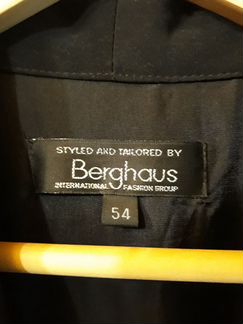 STYLED AND TAILORED BY
Berghaus
INTERNATIONAL FASHION GROUP
54